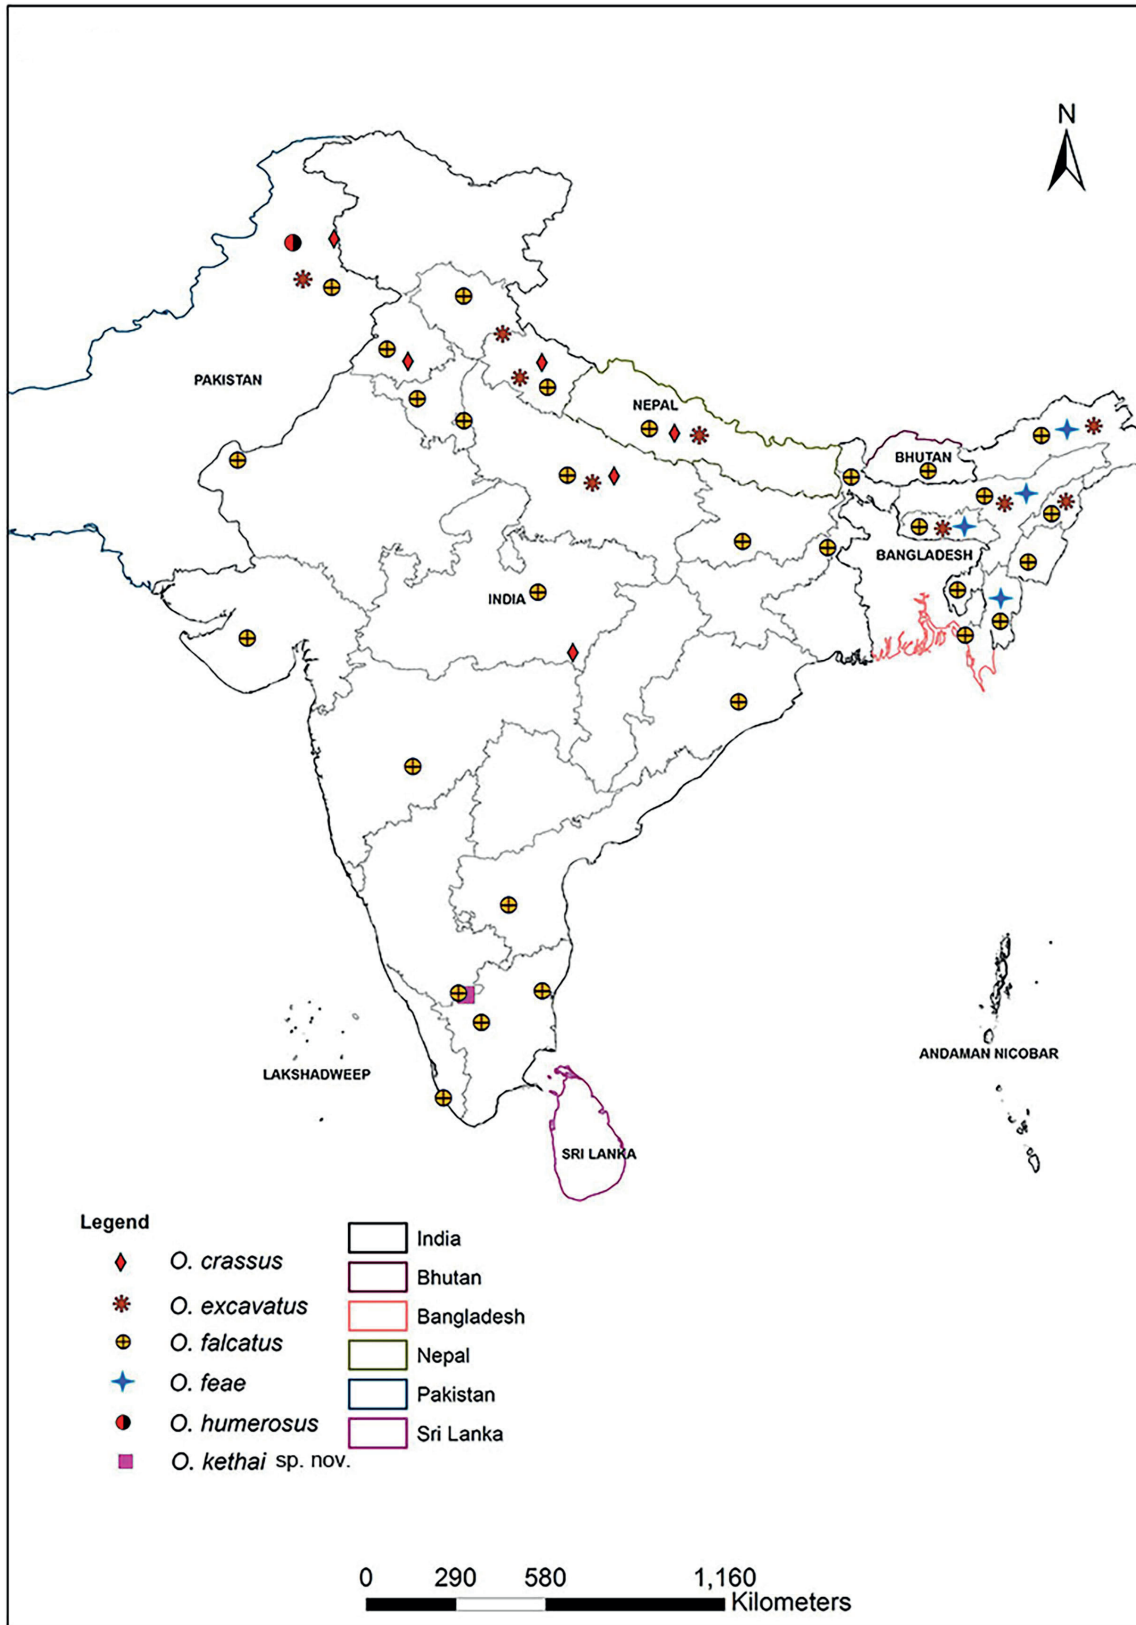 N
PAKISTAN
NEPAL
BHUTAN
BANGLADESH
INDIA
LAKSHADWEEP
ANDAMAN NICOBAR
SRI LANKA
Legend
O. crassus
O. excavatus
O. falcatus
O. feae
O. humerosus
O. kethai sp. nov.
India
Bhutan
Bangladesh
Nepal
Pakistan
Sri Lanka
0 290 580 1,160
Kilometers